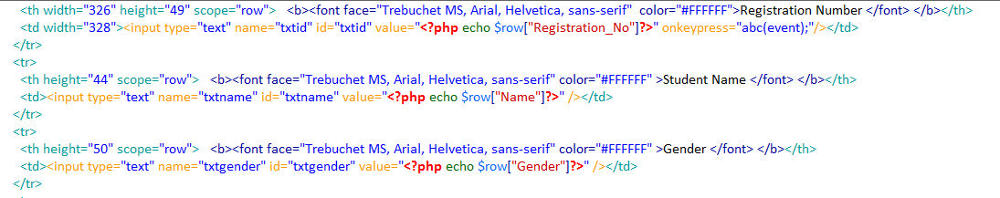 <th width="326" height="49" scope="row"> <b><font face="Trebuchet MS, Arial, Helvetica, sans-serif" color="#FFFFFF">Registration Number </font> </b></th>
<td width="328"><input type="text" name="txtid" id="txtid" value="<?php echo $row["Registration_No"]?>" onkeypress="abc(event);"/></td>
</tr>
<tr>
<th height="44" scope="row"> <b><font face="Trebuchet MS, Arial, Helvetica, sans-serif" color="#FFFFFF" >Student Name </font> </b></th>
<td><input type="text" name="txtname" id="txtname" value="<?php echo $row["Name"]?>" /></td>
</tr>
<tr>
<th height="50" scope="row"> <b><font face="Trebuchet MS, Arial, Helvetica, sans-serif" color="#FFFFFF" >Gender </font> </b></th>
<td><input type="text" name="txtgender" id="txtgender" value="<?php echo $row["Gender"]?>" /></td>
</tr>